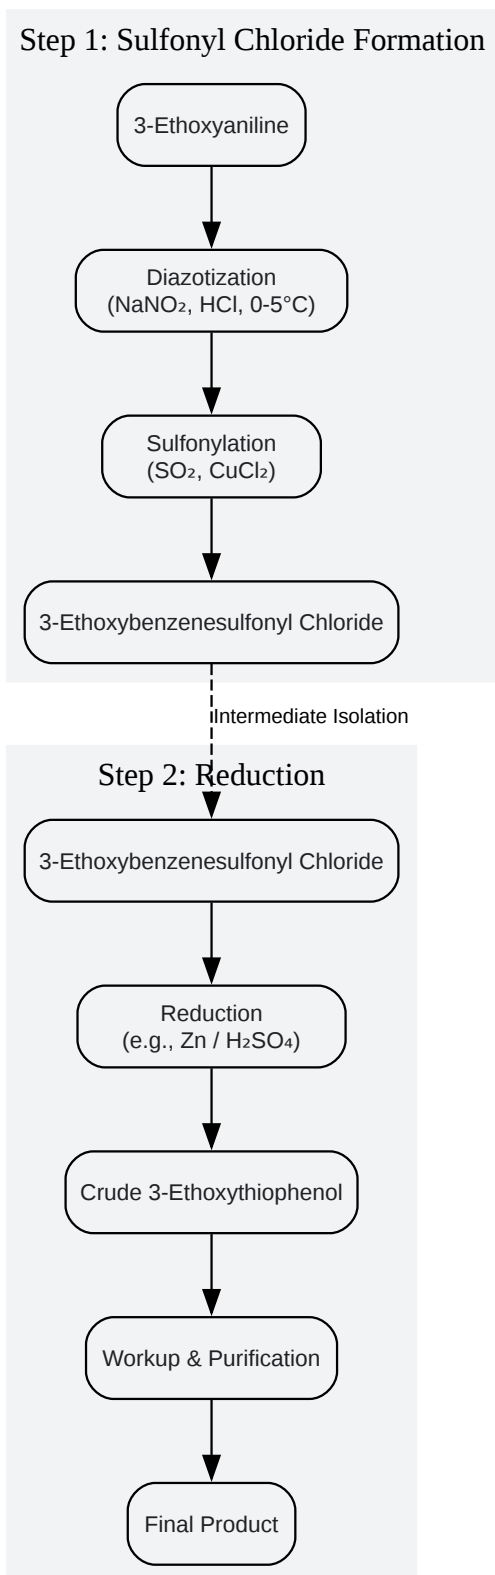 Step 1: Sulfonyl Chloride Formation
3-Ethoxyaniline
Diazotization
(NaNO₂, HCl, 0-5°C)
Sulfonylation
(SO₂, CuCl₂)
3-Ethoxybenzenesulfonyl Chloride
Intermediate Isolation
Step 2: Reduction
3-Ethoxybenzenesulfonyl Chloride
Reduction
(e.g., Zn / H₂SO₄)
Crude 3-Ethoxythiophenol
Workup & Purification
Final Product